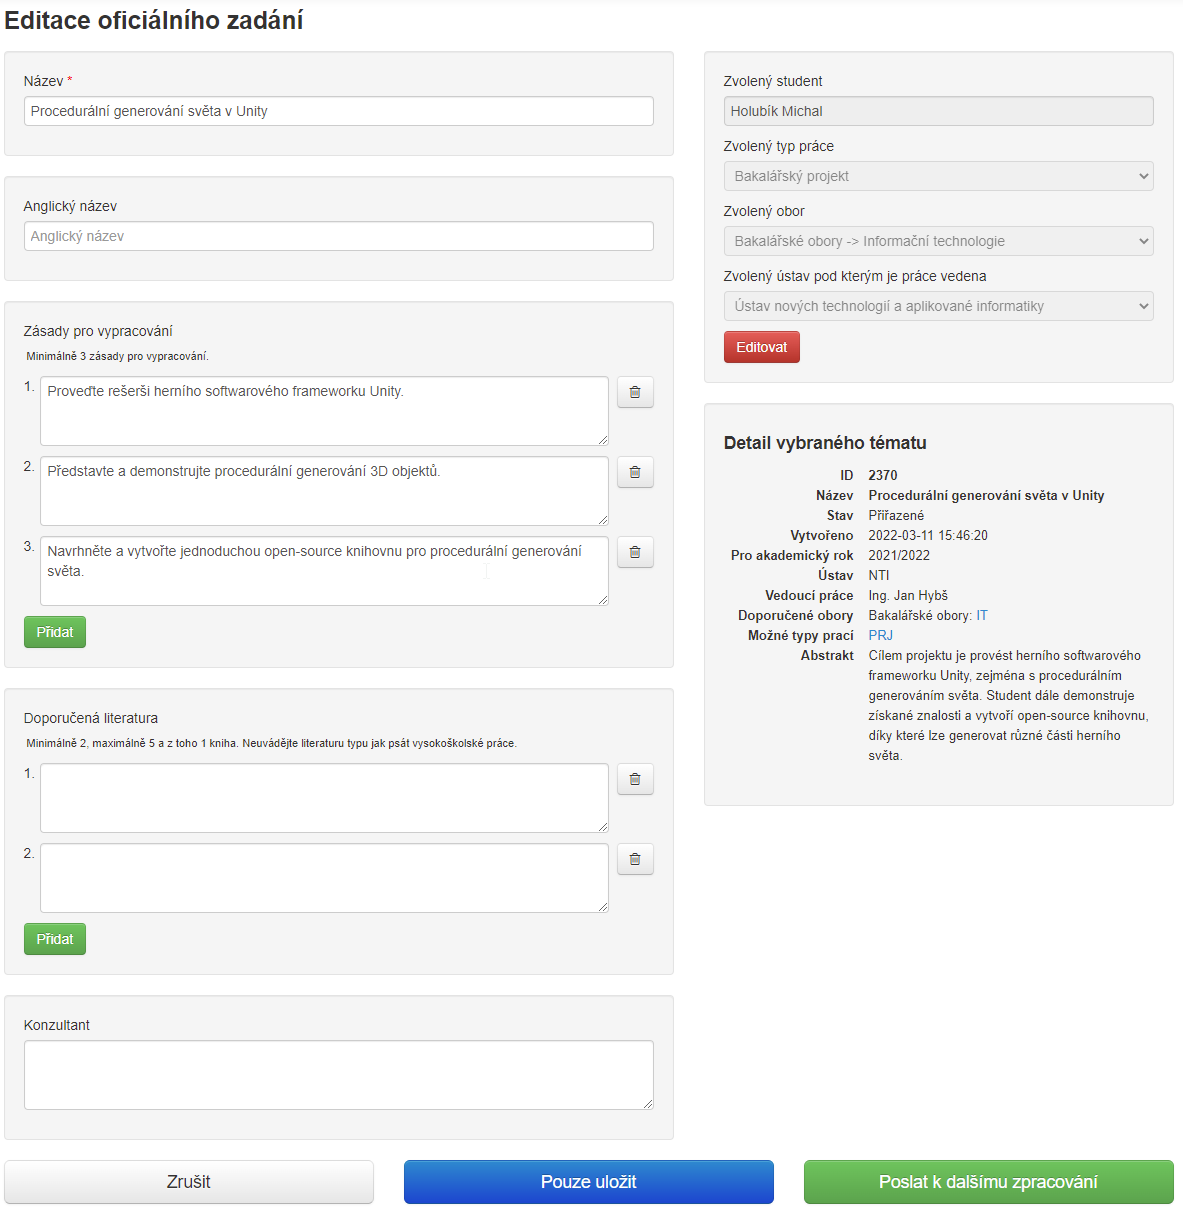 Editace oficiálního zadání
Název *
Procedurální generování světa v Unity
Anglický název
Anglický název
Zásady pro vypracování
Minimálně 3 zásady pro vypracování.
1.
Proveďte rešerši herního softwarového frameworku Unity.
2.
Představte a demonstrujte procedurální generování 3D objektů.
3.
Navrhněte a vytvořte jednoduchou open-source knihovnu pro procedurální generování
světa.
Přidat
Doporučená literatura
Minimálně 2, maximálně 5 a z toho 1 kniha. Neuvádějte literaturu typu jak psát vysokoškolské práce.
1.
2.
Přidat
Konzultant
Zvolený student
Holubík Michal
Zvolený typ práce
Bakalářský projekt
Zvolený obor
Bakalářské obory -> Informační technologie
Zvolený ústav pod kterým je práce vedena
Ústav nových technologií a aplikované informatiky
Editovat
Detail vybraného tématu
ID 2370
Název Procedurální generování světa v Unity
Stav Přiřazené
Vytvořeno 2022-03-11 15:46:20
Pro akademický rok 2021/2022
Ústav NTI
Vedoucí práce Ing. Jan Hybš
Doporučené obory Bakalářské obory: IT
Možné typy prací PRJ
Abstrakt Cílem projektu je provést herního softwarového
frameworku Unity, zejména s procedurálním
generováním světa. Student dále demonstruje
získané znalosti a vytvoří open-source knihovnu,
díky které lze generovat různé části herního
světa.
Zrušit
Pouze uložit
Poslat k dalšímu zpracování